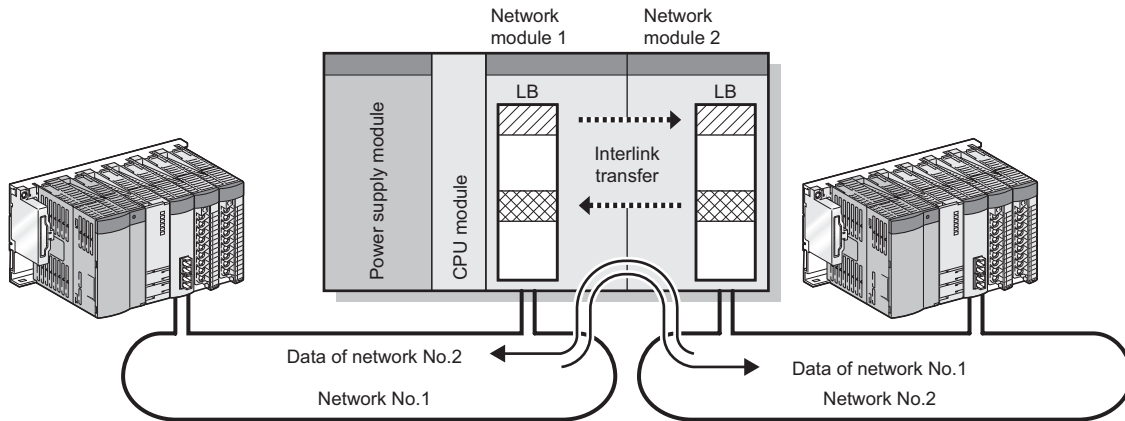 Network
module 1
Network
module 2
Power supply module
CPU module
LB
LB
Interlink
transfer
Data of network No.2
Network No.1
Data of network No.1
Network No.2